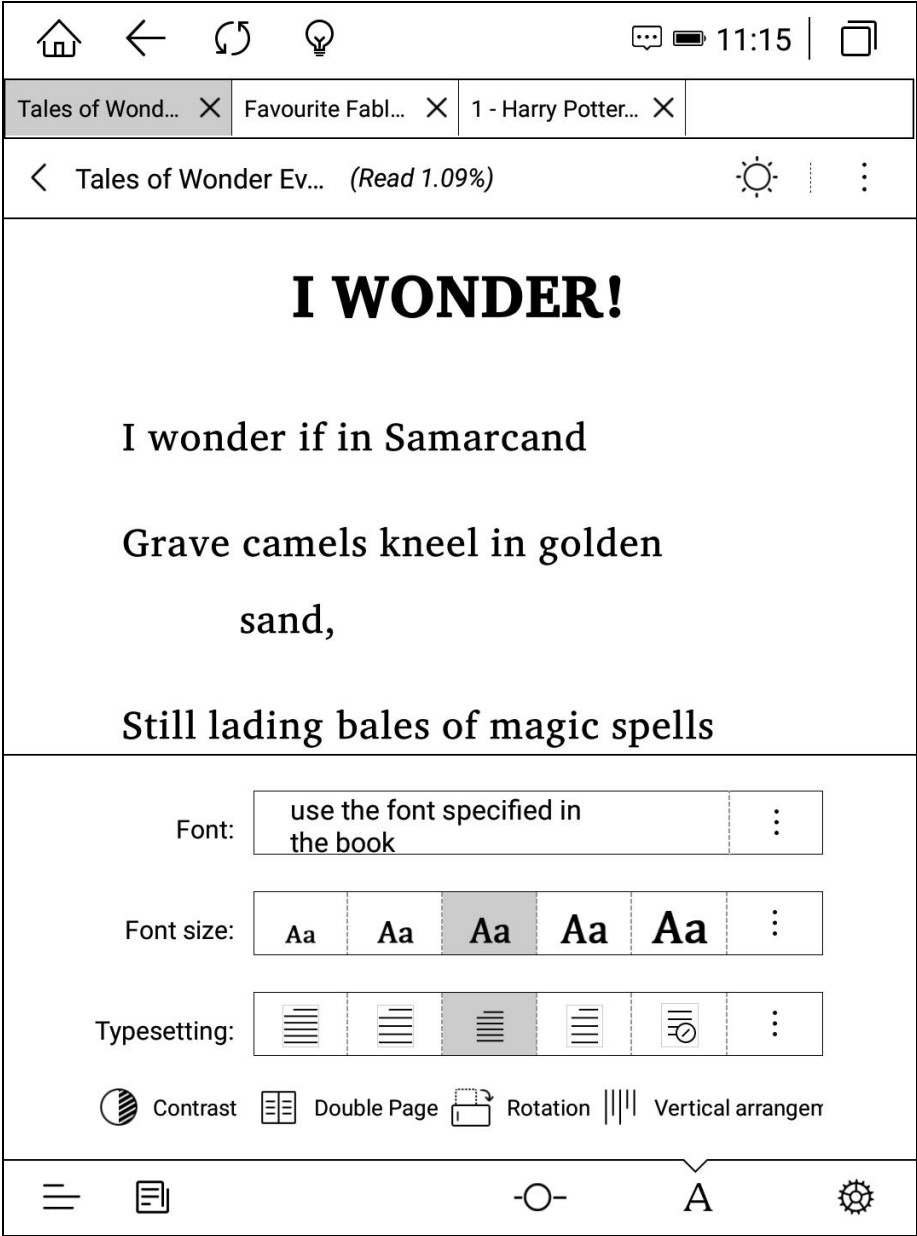 11:15
Tales of Wond... Favourite Fabl... 1 - Harry Potter...
Tales of Wonder Ev... (Read 1.09%)
I WONDER!
I wonder if in Samarcand
Grave camels kneel in golden
sand,
Still lading bales of magic spells
Font: use the font specified in
the book
Font size: Aa Aa Aa Aa Aa
Typesetting:
Contrast Double Page Rotation Vertical arrangem
A